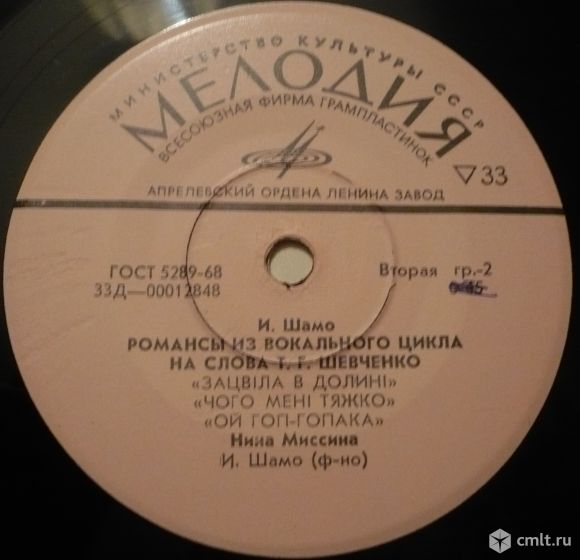 МИНИСТЕРСТВО КУЛЬТУРЫ СССР
МЕЛОДИЯ
ВСЕСОЮЗНАЯ ФИРМА ГРАМПЛАСТИНОК
▽33
АПРЕЛЕВСКИЙ ОРДЕНА ЛЕНИНА ЗАВОД
ГОСТ 5289-68
Вторая гр.-2
33Д—00012848
0-45
И. Шамо
РОМАНСЫ ИЗ ВОКАЛЬНОГО ЦИКЛА
НА СЛОВА Т. Г. ШЕВЧЕНКО
«ЗАЦВІЛА В ДОЛИНІ»
«ЧОГО МЕНІ ТЯЖКО»
«ОЙ ГОП-ГОПАКА»
Нина Миссина
И. Шамо (ф-но)
cmlt.ru